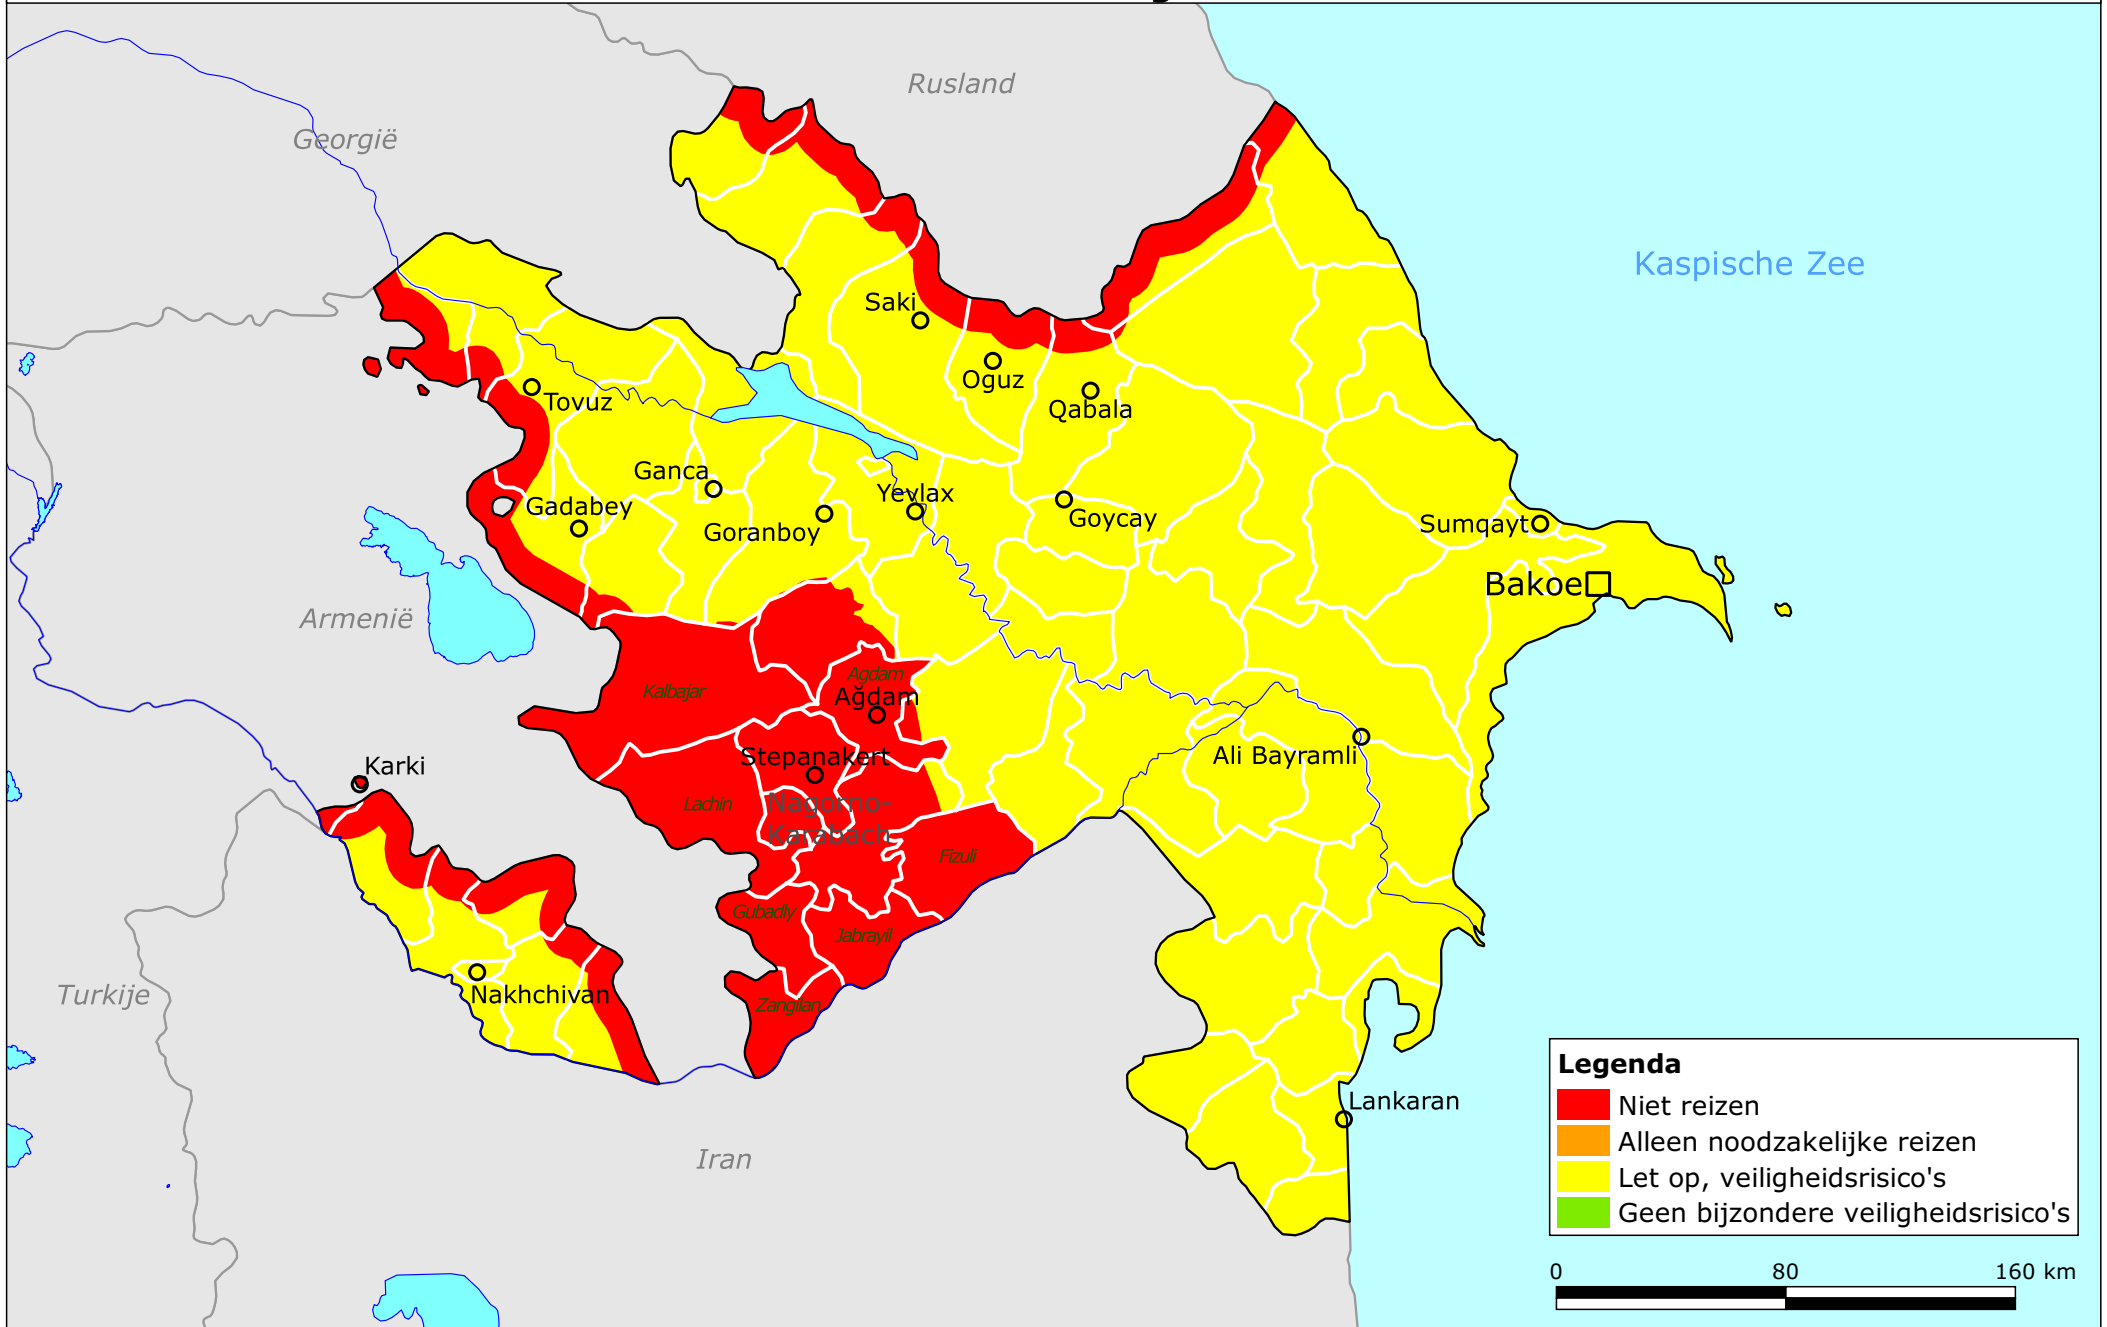 Rusland
Georgië
Kaspische Zee
Saki
Oguz
Tovuz
Qabala
Ganca
Yevlax
Gadabey
Goranboy
Goycay
Sumqayt
Bakoe
Armenië
Agdam
Kalbajar
Ağdam
Stepanakert
Ali Bayramli
Karki
Lachin
Nagorno-
Karabach
Fizuli
Gubadly
Jabrayil
Nakhchivan
Turkije
Zangilan
Legenda
Niet reizen
Alleen noodzakelijke reizen
Let op, veiligheidsrisico's
Geen bijzondere veiligheidsrisico's
Lankaran
Iran
0 80 160 km